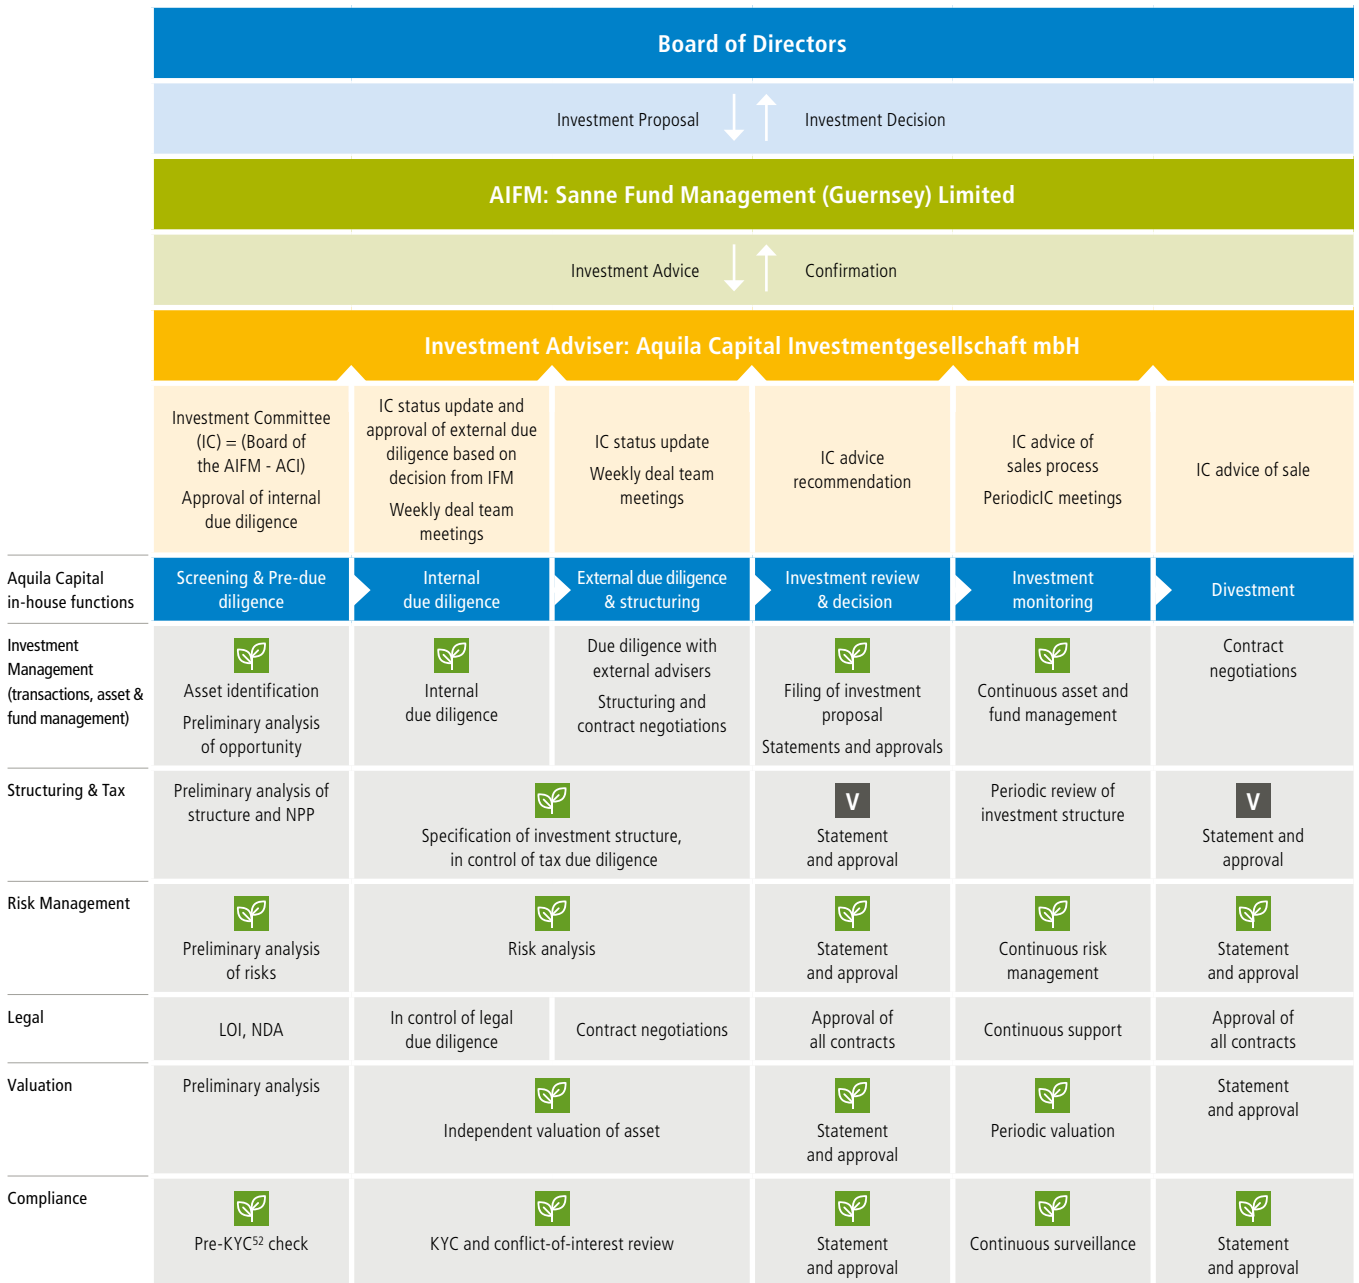 Board of Directors
Investment Proposal
Investment Decision
AIFM: Sanne Fund Management (Guernsey) Limited
Investment Advice
Confirmation
Investment Adviser: Aquila Capital Investmentgesellschaft mbH
Investment Committee
(IC) = (Board of
the AIFM - ACI)
Approval of internal
due diligence
IC status update and
approval of external due
diligence based on
decision from IFM
Weekly deal team
meetings
IC status update
Weekly deal team
meetings
IC advice
recommendation
IC advice of
sales process
PeriodicIC meetings
IC advice of sale
Aquila Capital
in-house functions
Screening & Pre-due
diligence
Internal
due diligence
External due diligence
& structuring
Investment review
& decision
Investment
monitoring
Divestment
Investment
Management
(transactions, asset &
fund management)
Asset identification
Preliminary analysis
of opportunity
Internal
due diligence
Due diligence with
external advisers
Structuring and
contract negotiations
Filing of investment
proposal
Statements and approvals
Continuous asset and
fund management
Contract
negotiations
Structuring & Tax
Preliminary analysis of
structure and NPP
Specification of investment structure,
in control of tax due diligence
V
Statement
and approval
Periodic review of
investment structure
V
Statement and
approval
Risk Management
Preliminary analysis
of risks
Risk analysis
Statement
and approval
Continuous risk
management
Statement
and approval
Legal
LOI, NDA
In control of legal
due diligence
Contract negotiations
Approval of
all contracts
Continuous support
Approval of
all contracts
Valuation
Preliminary analysis
Independent valuation of asset
Statement
and approval
Periodic valuation
Statement
and approval
Compliance
Pre-KYC52 check
KYC and conflict-of-interest review
Statement
and approval
Continuous surveillance
Statement
and approval